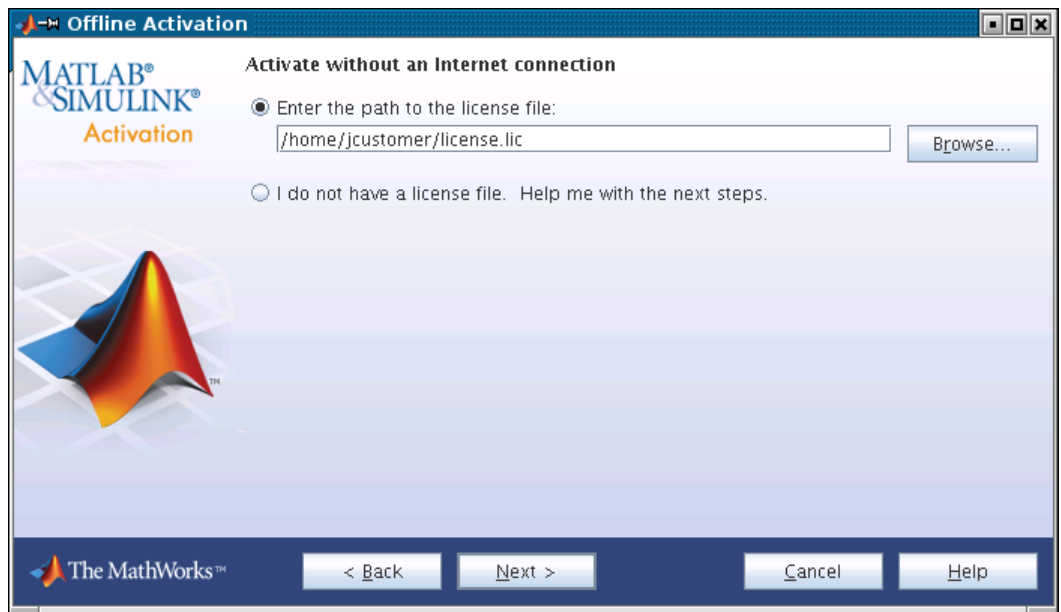 Offline Activation
MATLAB®
&SIMULINK®
Activation
Activate without an Internet connection
Enter the path to the license file:
/home/jcustomer/license.lic
Browse...
I do not have a license file.  Help me with the next steps.
TM
The MathWorks™
< Back
Next >
Cancel
Help